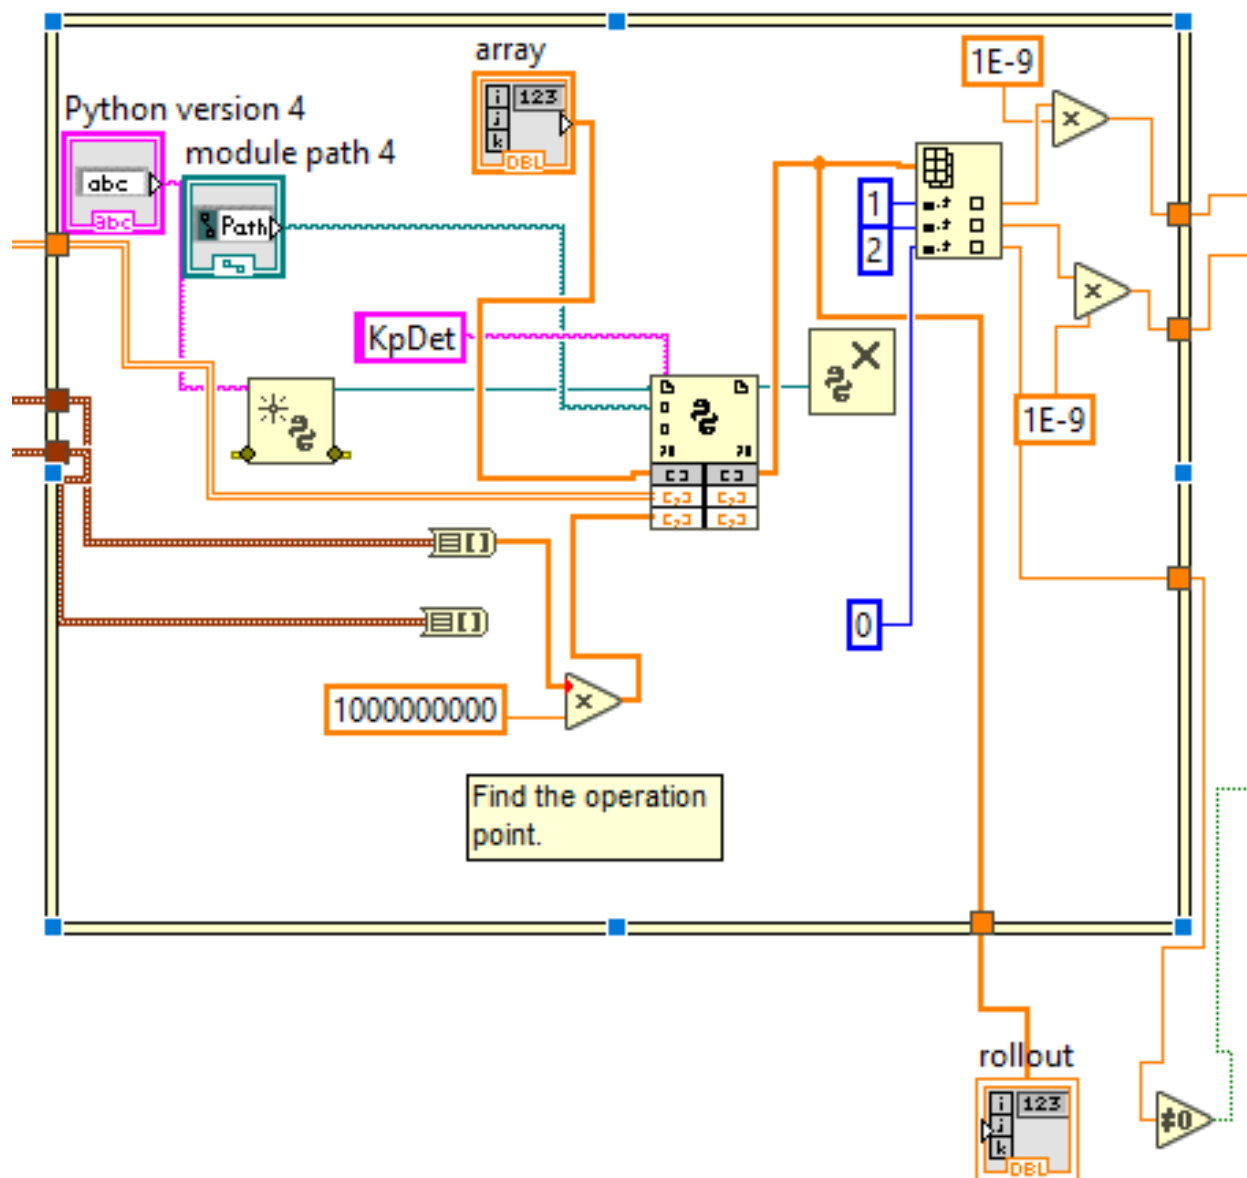 array
1E-9
123
DBL
Python version 4
abc
abc
module path 4
Path
1
2
KpDet
1E-9
0
1000000000
Find the operation
point.
rollout
123
DBL
≠0